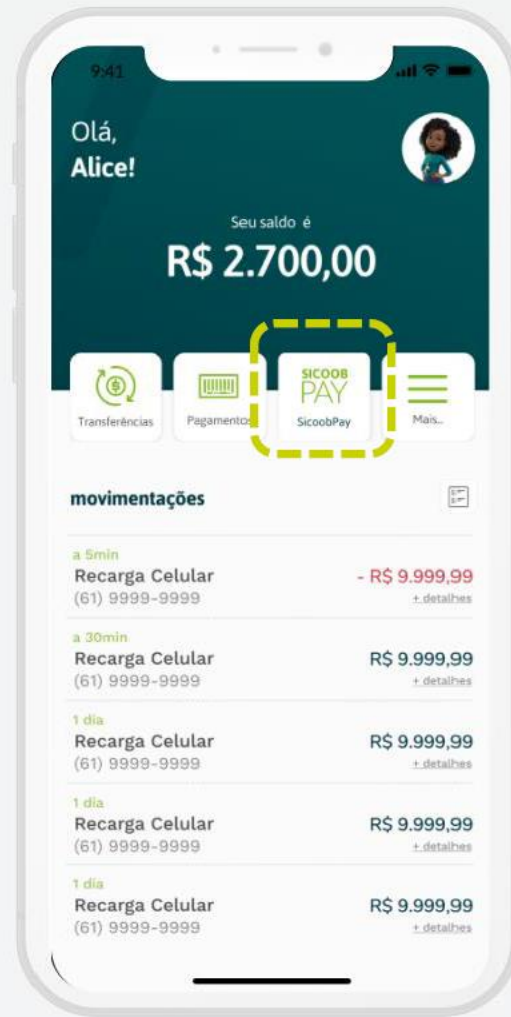 9:41
Olá,
Alice!
Seu saldo é
R$ 2.700,00
SICOOB
PAY
Transferências
Pagamentos
SicoobPay
Mais...
movimentações
a 5min
Recarga Celular
- R$ 9.999,99
(61) 9999-9999
+ detalhes
a 30min
Recarga Celular
R$ 9.999,99
(61) 9999-9999
+ detalhes
1 dia
Recarga Celular
R$ 9.999,99
(61) 9999-9999
+ detalhes
1 dia
Recarga Celular
R$ 9.999,99
(61) 9999-9999
+ detalhes
1 dia
Recarga Celular
R$ 9.999,99
(61) 9999-9999
+ detalhes